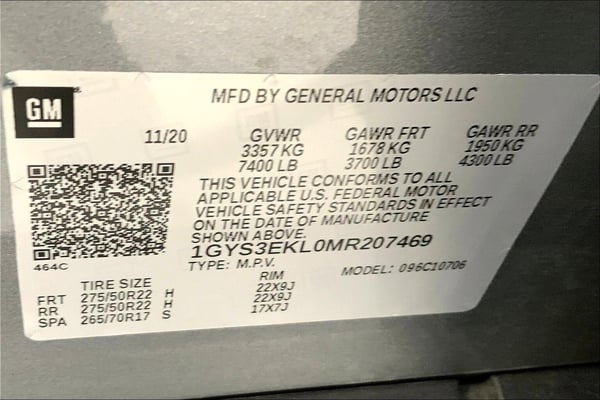 GM
MFD BY GENERAL MOTORS LLC
11/20 GVWR GAWR FRT GAWR RR
3357 KG 1678 KG 1950 KG
7400 LB 3700 LB 4300 LB
THIS VEHICLE CONFORMS TO ALL
APPLICABLE U.S. FEDERAL MOTOR
VEHICLE SAFETY STANDARDS IN EFFECT
ON THE DATE OF MANUFACTURE
SHOWN ABOVE.
1GYS3EKL0MR207469
464C TYPE: M.P.V. MODEL: 096C10706
TIRE SIZE RIM
FRT 275/50R22 H 22X9J
RR 275/50R22 H 22X9J
SPA 265/70R17 S 17X7J